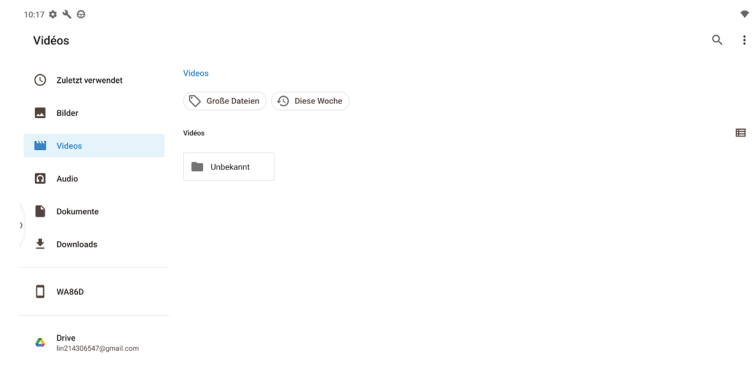 10:17
Vidéos
Zuletzt verwendet
Bilder
Videos
Audio
Dokumente
Downloads
WA86D
Drive
lin214306547@gmail.com
Videos
Große Dateien
Diese Woche
Vidéos
Unbekannt